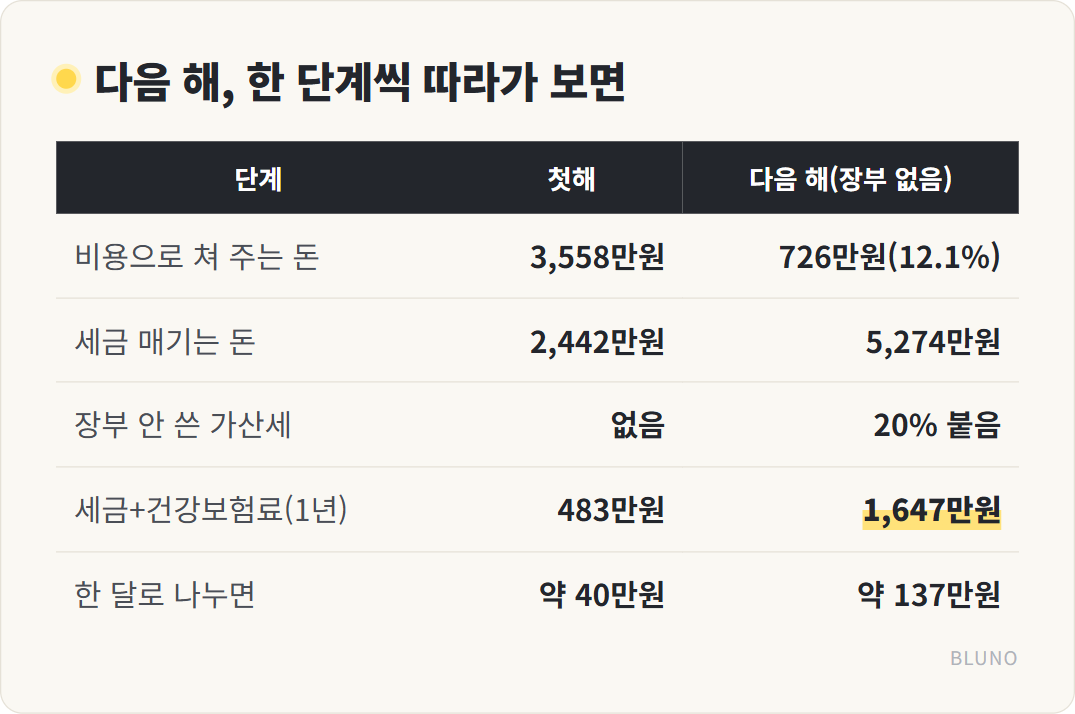 다음 해, 한 단계씩 따라가 보면
단계 첫해 다음 해(장부 없음)
비용으로 쳐 주는 돈 3,558만원 726만원(12.1%)
세금 매기는 돈 2,442만원 5,274만원
장부 안 쓴 가산세 없음 20% 붙음
세금+건강보험료(1년) 483만원 1,647만원
한 달로 나누면 약 40만원 약 137만원
BLUNO